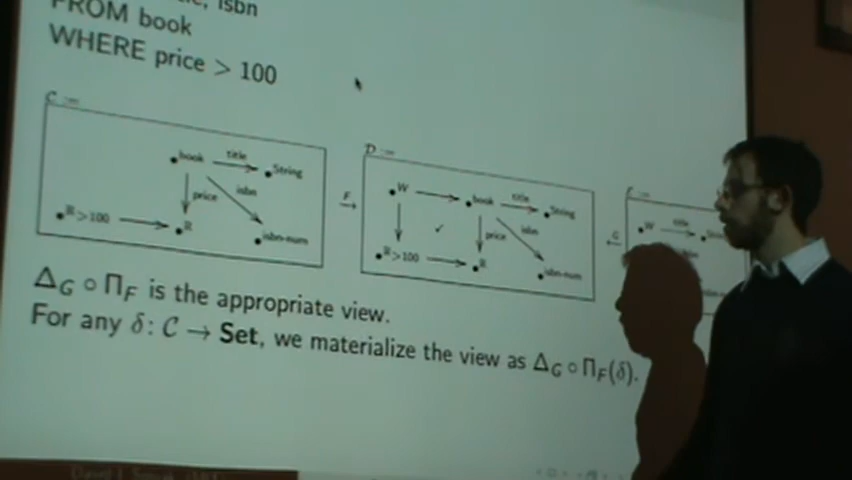 isbn
FROM book
WHERE price > 100
C :=
book title String
price isbn
ℝ>100 ℝ isbn-num
F
D :=
W book title String
✓ price isbn
ℝ>100 ℝ isbn-num
G
W title
Δ_G ∘ Π_F is the appropriate view.
For any δ: C → Set, we materialize the view as Δ_G ∘ Π_F(δ).